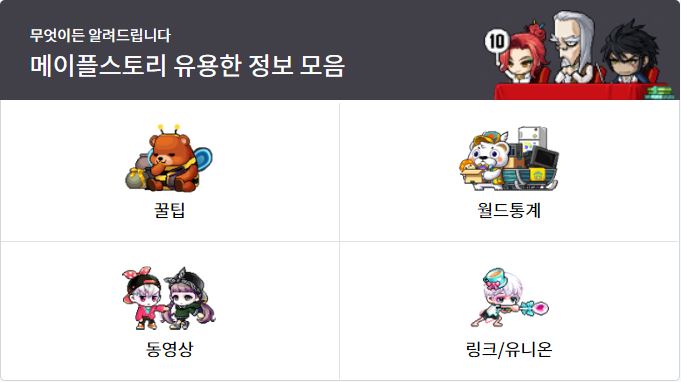 무엇이든 알려드립니다
메이플스토리 유용한 정보 모음
10
꿀팁
월드통계
동영상
링크/유니온